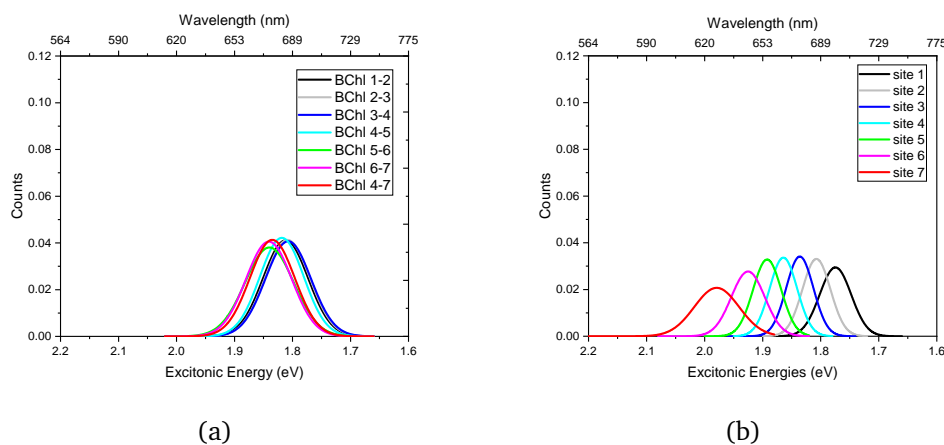 Wavelength (nm)
564 590 620 653 689 729 775
0.12
0.10
0.08
0.06
0.04
0.02
0.00
Counts
BChl 1-2
BChl 2-3
BChl 3-4
BChl 4-5
BChl 5-6
BChl 6-7
BChl 4-7
2.2 2.1 2.0 1.9 1.8 1.7 1.6
Excitonic Energy (eV)
(a)
Wavelength (nm)
564 590 620 653 689 729 775
0.12
0.10
0.08
0.06
0.04
0.02
0.00
Counts
site 1
site 2
site 3
site 4
site 5
site 6
site 7
2.2 2.1 2.0 1.9 1.8 1.7 1.6
Excitonic Energies (eV)
(b)